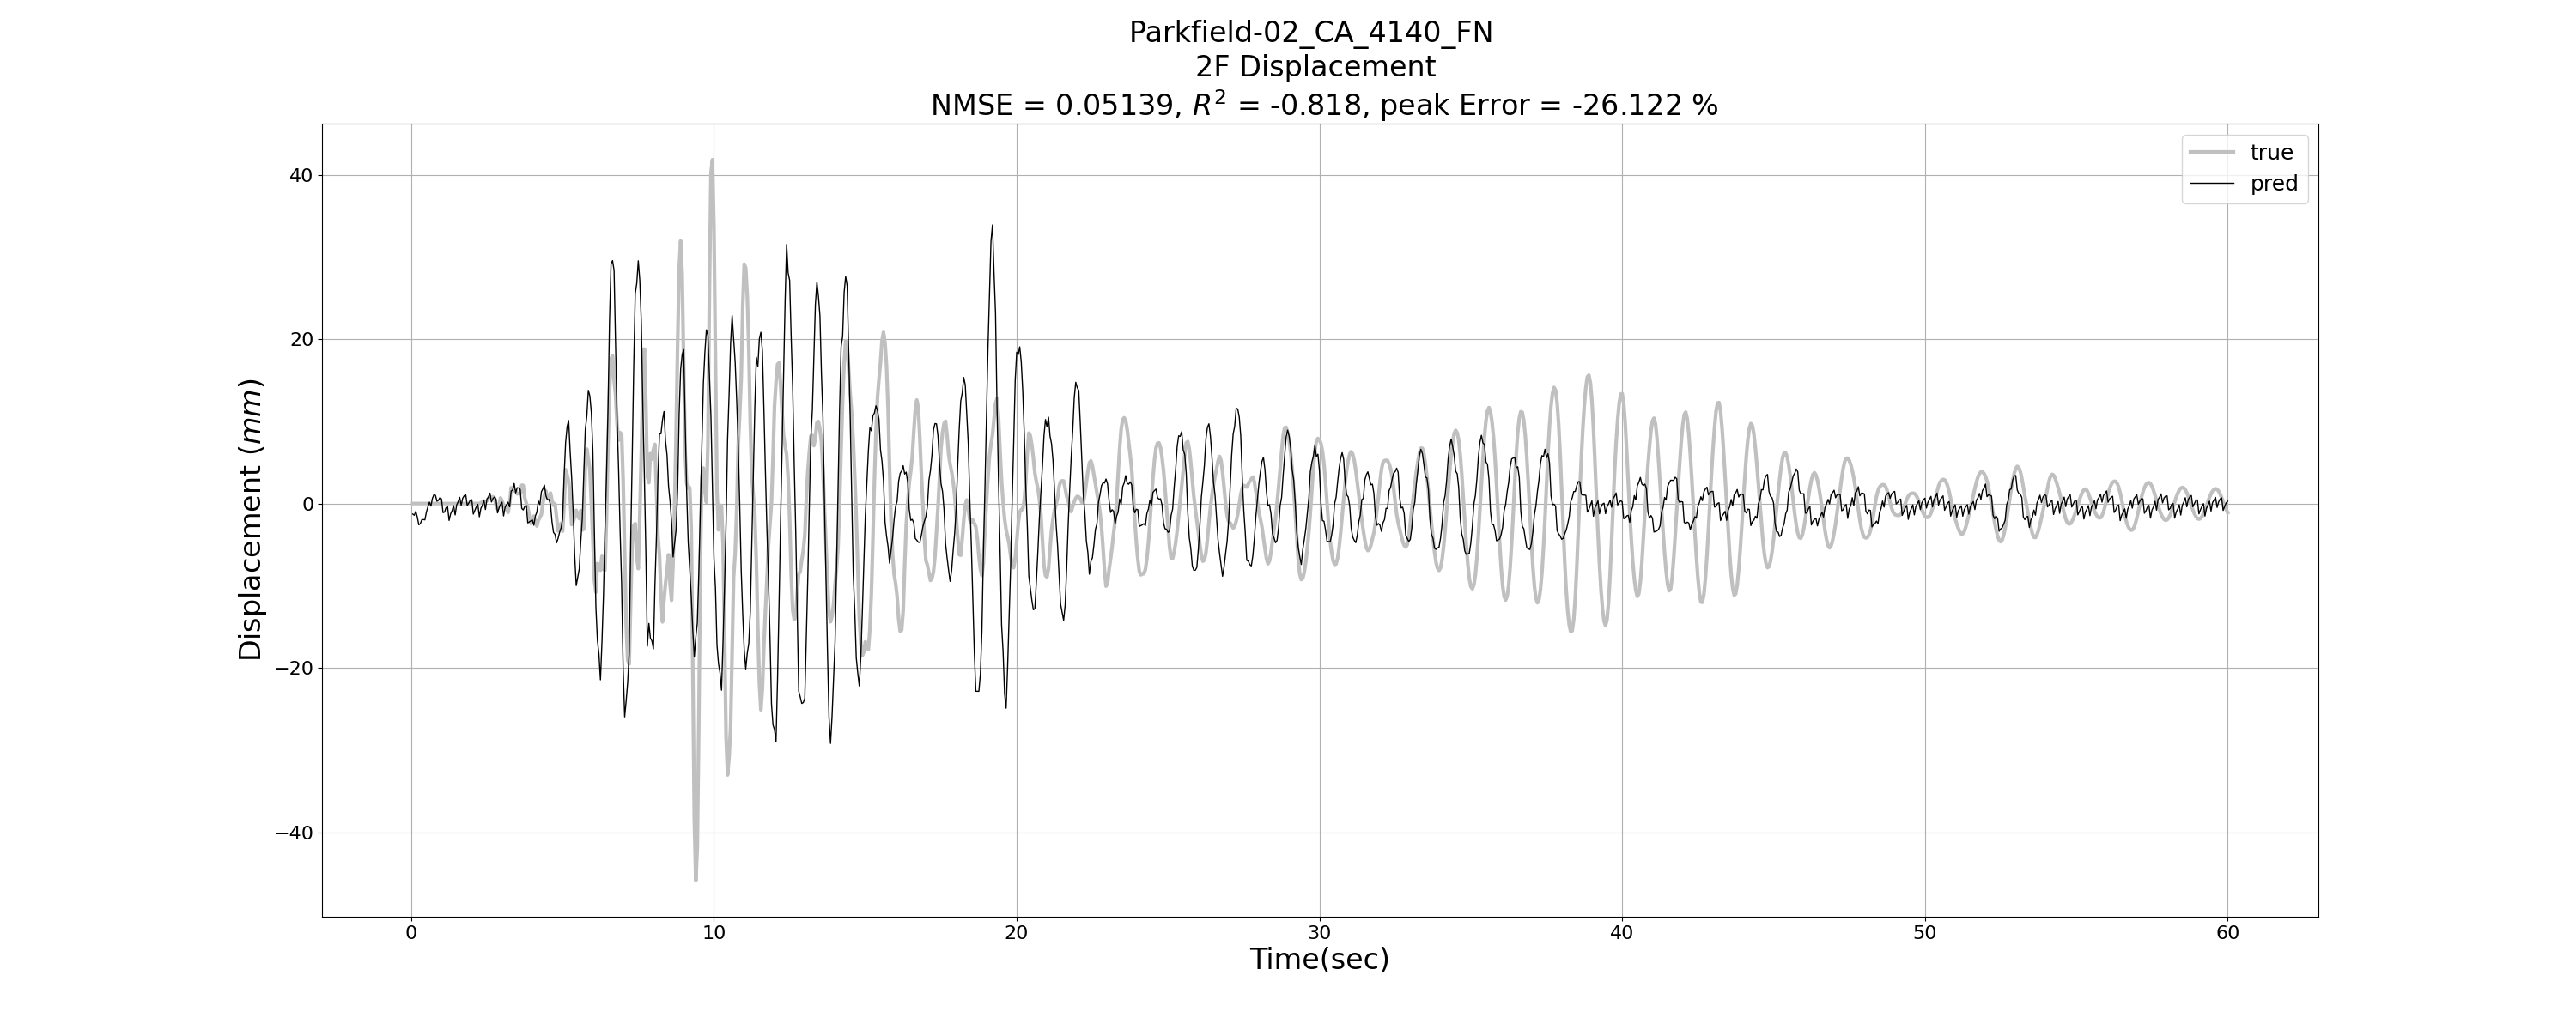 Parkfield-02_CA_4140_FN
2F Displacement
NMSE = 0.05139, R² = -0.818, peak Error = -26.122 %
true
pred
Displacement (mm)
40
20
0
−20
−40
0 10 20 30 40 50 60
Time(sec)